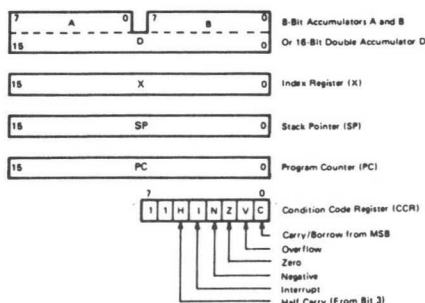 7 A 0 7 B 0 8-Bit Accumulators A and B
15 D 0 Or 16-Bit Double Accumulator D
15 X 0 Index Register (X)
15 SP 0 Stack Pointer (SP)
15 PC 0 Program Counter (PC)
7 0
1 1 H I N Z V C Condition Code Register (CCR)
Carry/Borrow from MSB
Overflow
Zero
Negative
Interrupt
Half Carry (From Bit 3)